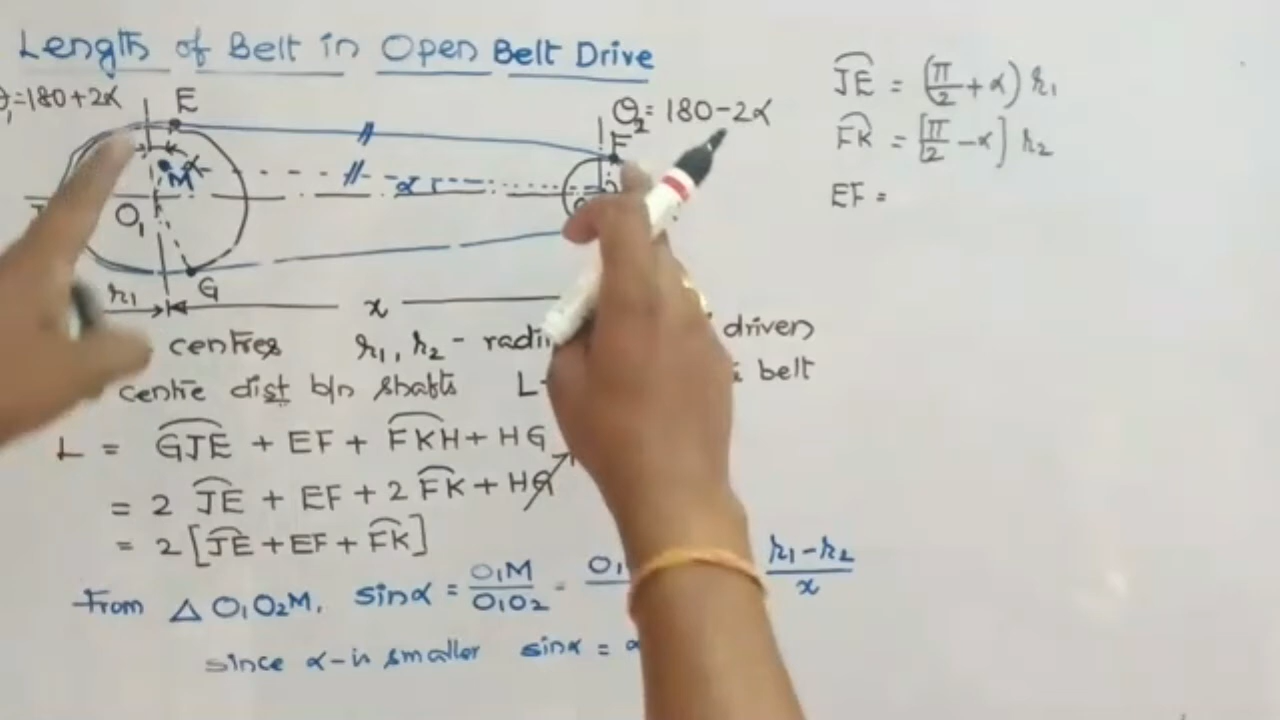 Length of Belt in Open Belt Drive
=180+2α
E
θ2= 180-2α
F
α
M
α
O1
G
r1
x
JE = (π/2 + α) r1
FK = [π/2 - α] r2
EF =
centres r1, r2 - radii driven
centre dist b/n shafts L- belt
L = GJE + EF + FKH + HG
= 2 JE + EF + 2 FK + HG
= 2 [JE + EF + FK]
From △ O1O2M, sinα = O1M/O1O2 = r1-r2/x
since α-is smaller sinα = α